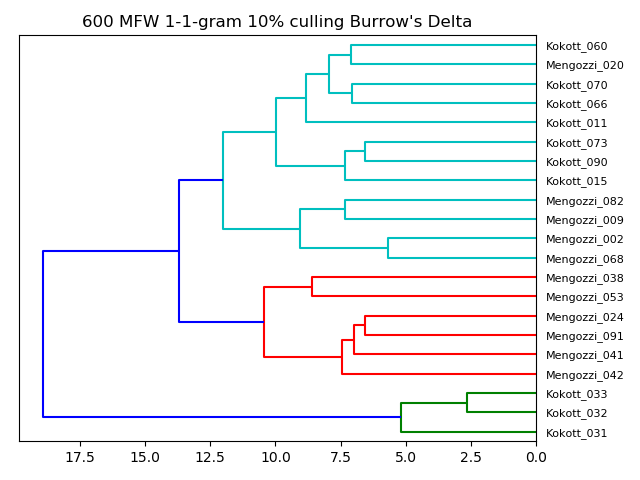 600 MFW 1-1-gram 10% culling Burrow's Delta
Kokott_060
Mengozzi_020
Kokott_070
Kokott_066
Kokott_011
Kokott_073
Kokott_090
Kokott_015
Mengozzi_082
Mengozzi_009
Mengozzi_002
Mengozzi_068
Mengozzi_038
Mengozzi_053
Mengozzi_024
Mengozzi_091
Mengozzi_041
Mengozzi_042
Kokott_033
Kokott_032
Kokott_031
17.5 15.0 12.5 10.0 7.5 5.0 2.5 0.0